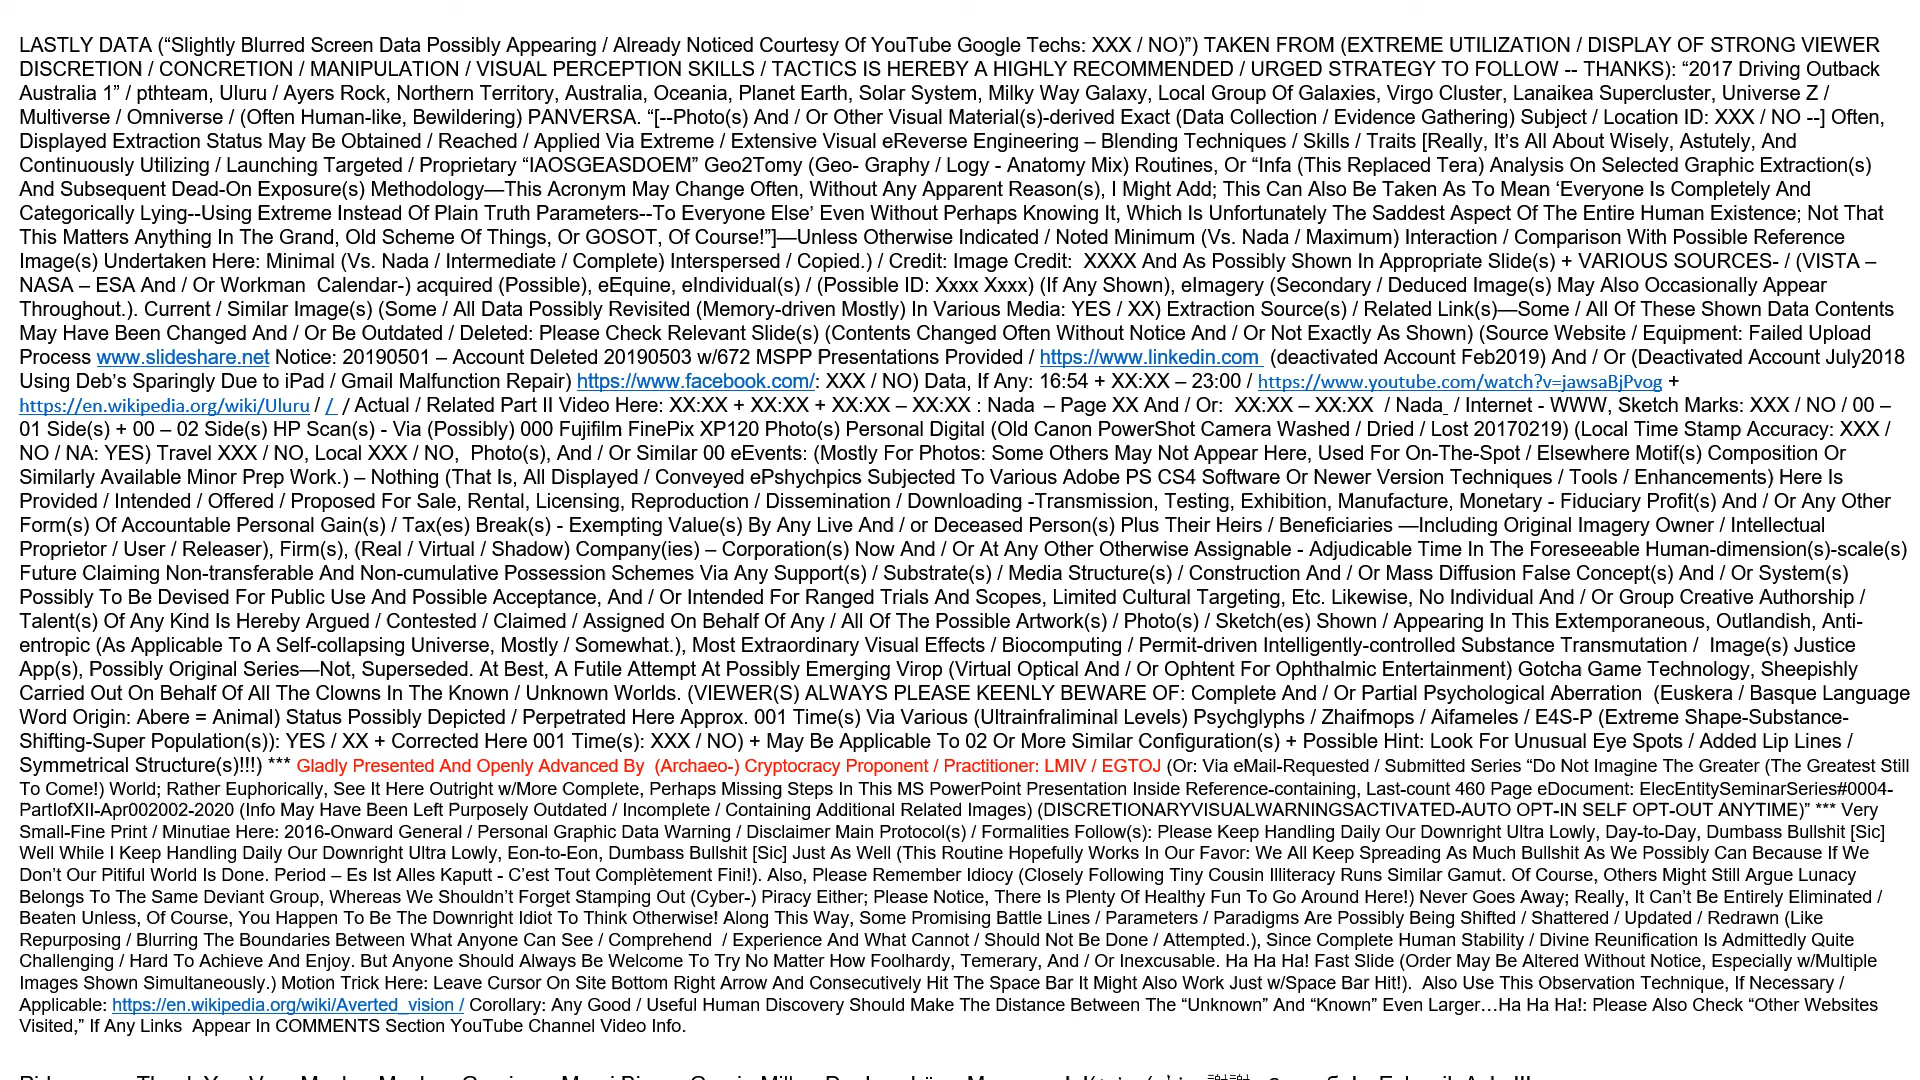 LASTLY DATA (“Slightly Blurred Screen Data Possibly Appearing / Already Noticed Courtesy Of YouTube Google Techs: XXX / NO)”) TAKEN FROM (EXTREME UTILIZATION / DISPLAY OF STRONG VIEWER
DISCRETION / CONCRETION / MANIPULATION / VISUAL PERCEPTION SKILLS / TACTICS IS HEREBY A HIGHLY RECOMMENDED / URGED STRATEGY TO FOLLOW -- THANKS): “2017 Driving Outback
Australia 1” / pthteam, Uluru / Ayers Rock, Northern Territory, Australia, Oceania, Planet Earth, Solar System, Milky Way Galaxy, Local Group Of Galaxies, Virgo Cluster, Lanaikea Supercluster, Universe Z /
Multiverse / Omniverse / (Often Human-like, Bewildering) PANVERSA. “[--Photo(s) And / Or Other Visual Material(s)-derived Exact (Data Collection / Evidence Gathering) Subject / Location ID: XXX / NO --] Often,
Displayed Extraction Status May Be Obtained / Reached / Applied Via Extreme / Extensive Visual eReverse Engineering – Blending Techniques / Skills / Traits [Really, It’s All About Wisely, Astutely, And
Continuously Utilizing / Launching Targeted / Proprietary “IAOSGEASDOEM” Geo2Tomy (Geo- Graphy / Logy - Anatomy Mix) Routines, Or “Infa (This Replaced Tera) Analysis On Selected Graphic Extraction(s)
And Subsequent Dead-On Exposure(s) Methodology—This Acronym May Change Often, Without Any Apparent Reason(s), I Might Add; This Can Also Be Taken As To Mean ‘Everyone Is Completely And
Categorically Lying--Using Extreme Instead Of Plain Truth Parameters--To Everyone Else’ Even Without Perhaps Knowing It, Which Is Unfortunately The Saddest Aspect Of The Entire Human Existence; Not That
This Matters Anything In The Grand, Old Scheme Of Things, Or GOSOT, Of Course!”]—Unless Otherwise Indicated / Noted Minimum (Vs. Nada / Maximum) Interaction / Comparison With Possible Reference
Image(s) Undertaken Here: Minimal (Vs. Nada / Intermediate / Complete) Interspersed / Copied.) / Credit: Image Credit:  XXXX And As Possibly Shown In Appropriate Slide(s) + VARIOUS SOURCES- / (VISTA –
NASA – ESA And / Or Workman  Calendar-) acquired (Possible), eEquine, eIndividual(s) / (Possible ID: Xxxx Xxxx) (If Any Shown), eImagery (Secondary / Deduced Image(s) May Also Occasionally Appear
Throughout.). Current / Similar Image(s) (Some / All Data Possibly Revisited (Memory-driven Mostly) In Various Media: YES / XX) Extraction Source(s) / Related Link(s)—Some / All Of These Shown Data Contents
May Have Been Changed And / Or Be Outdated / Deleted: Please Check Relevant Slide(s) (Contents Changed Often Without Notice And / Or Not Exactly As Shown) (Source Website / Equipment: Failed Upload
Process www.slideshare.net Notice: 20190501 – Account Deleted 20190503 w/672 MSPP Presentations Provided / https://www.linkedin.com  (deactivated Account Feb2019) And / Or (Deactivated Account July2018
Using Deb’s Sparingly Due to iPad / Gmail Malfunction Repair) https://www.facebook.com/: XXX / NO) Data, If Any: 16:54 + XX:XX – 23:00 / https://www.youtube.com/watch?v=jawsaBjPvog +
https://en.wikipedia.org/wiki/Uluru / /  / Actual / Related Part II Video Here: XX:XX + XX:XX + XX:XX – XX:XX : Nada  – Page XX And / Or:  XX:XX – XX:XX  / Nada_ / Internet - WWW, Sketch Marks: XXX / NO / 00 –
01 Side(s) + 00 – 02 Side(s) HP Scan(s) - Via (Possibly) 000 Fujifilm FinePix XP120 Photo(s) Personal Digital (Old Canon PowerShot Camera Washed / Dried / Lost 20170219) (Local Time Stamp Accuracy: XXX /
NO / NA: YES) Travel XXX / NO, Local XXX / NO,  Photo(s), And / Or Similar 00 eEvents: (Mostly For Photos: Some Others May Not Appear Here, Used For On-The-Spot / Elsewhere Motif(s) Composition Or
Similarly Available Minor Prep Work.) – Nothing (That Is, All Displayed / Conveyed ePshychpics Subjected To Various Adobe PS CS4 Software Or Newer Version Techniques / Tools / Enhancements) Here Is
Provided / Intended / Offered / Proposed For Sale, Rental, Licensing, Reproduction / Dissemination / Downloading -Transmission, Testing, Exhibition, Manufacture, Monetary - Fiduciary Profit(s) And / Or Any Other
Form(s) Of Accountable Personal Gain(s) / Tax(es) Break(s) - Exempting Value(s) By Any Live And / or Deceased Person(s) Plus Their Heirs / Beneficiaries —Including Original Imagery Owner / Intellectual
Proprietor / User / Releaser), Firm(s), (Real / Virtual / Shadow) Company(ies) – Corporation(s) Now And / Or At Any Other Otherwise Assignable - Adjudicable Time In The Foreseeable Human-dimension(s)-scale(s)
Future Claiming Non-transferable And Non-cumulative Possession Schemes Via Any Support(s) / Substrate(s) / Media Structure(s) / Construction And / Or Mass Diffusion False Concept(s) And / Or System(s)
Possibly To Be Devised For Public Use And Possible Acceptance, And / Or Intended For Ranged Trials And Scopes, Limited Cultural Targeting, Etc. Likewise, No Individual And / Or Group Creative Authorship /
Talent(s) Of Any Kind Is Hereby Argued / Contested / Claimed / Assigned On Behalf Of Any / All Of The Possible Artwork(s) / Photo(s) / Sketch(es) Shown / Appearing In This Extemporaneous, Outlandish, Anti-
entropic (As Applicable To A Self-collapsing Universe, Mostly / Somewhat.), Most Extraordinary Visual Effects / Biocomputing / Permit-driven Intelligently-controlled Substance Transmutation /  Image(s) Justice
App(s), Possibly Original Series—Not, Superseded. At Best, A Futile Attempt At Possibly Emerging Virop (Virtual Optical And / Or Ophtent For Ophthalmic Entertainment) Gotcha Game Technology, Sheepishly
Carried Out On Behalf Of All The Clowns In The Known / Unknown Worlds. (VIEWER(S) ALWAYS PLEASE KEENLY BEWARE OF: Complete And / Or Partial Psychological Aberration  (Euskera / Basque Language
Word Origin: Abere = Animal) Status Possibly Depicted / Perpetrated Here Approx. 001 Time(s) Via Various (Ultrainfraliminal Levels) Psychglyphs / Zhaifmops / Aifameles / E4S-P (Extreme Shape-Substance-
Shifting-Super Population(s)): YES / XX + Corrected Here 001 Time(s): XXX / NO) + May Be Applicable To 02 Or More Similar Configuration(s) + Possible Hint: Look For Unusual Eye Spots / Added Lip Lines /
Symmetrical Structure(s)!!!) *** Gladly Presented And Openly Advanced By  (Archaeo-) Cryptocracy Proponent / Practitioner: LMIV / EGTOJ (Or: Via eMail-Requested / Submitted Series “Do Not Imagine The Greater (The Greatest Still
To Come!) World; Rather Euphorically, See It Here Outright w/More Complete, Perhaps Missing Steps In This MS PowerPoint Presentation Inside Reference-containing, Last-count 460 Page eDocument: ElecEntitySeminarSeries#0004-
PartIofXII-Apr002002-2020 (Info May Have Been Left Purposely Outdated / Incomplete / Containing Additional Related Images) (DISCRETIONARYVISUALWARNINGSACTIVATED-AUTO OPT-IN SELF OPT-OUT ANYTIME)” *** Very
Small-Fine Print / Minutiae Here: 2016-Onward General / Personal Graphic Data Warning / Disclaimer Main Protocol(s) / Formalities Follow(s): Please Keep Handling Daily Our Downright Ultra Lowly, Day-to-Day, Dumbass Bullshit [Sic]
Well While I Keep Handling Daily Our Downright Ultra Lowly, Eon-to-Eon, Dumbass Bullshit [Sic] Just As Well (This Routine Hopefully Works In Our Favor: We All Keep Spreading As Much Bullshit As We Possibly Can Because If We
Don’t Our Pitiful World Is Done. Period – Es Ist Alles Kaputt - C’est Tout Complètement Fini!). Also, Please Remember Idiocy (Closely Following Tiny Cousin Illiteracy Runs Similar Gamut. Of Course, Others Might Still Argue Lunacy
Belongs To The Same Deviant Group, Whereas We Shouldn’t Forget Stamping Out (Cyber-) Piracy Either; Please Notice, There Is Plenty Of Healthy Fun To Go Around Here!) Never Goes Away; Really, It Can’t Be Entirely Eliminated /
Beaten Unless, Of Course, You Happen To Be The Downright Idiot To Think Otherwise! Along This Way, Some Promising Battle Lines / Parameters / Paradigms Are Possibly Being Shifted / Shattered / Updated / Redrawn (Like
Repurposing / Blurring The Boundaries Between What Anyone Can See / Comprehend  / Experience And What Cannot / Should Not Be Done / Attempted.), Since Complete Human Stability / Divine Reunification Is Admittedly Quite
Challenging / Hard To Achieve And Enjoy. But Anyone Should Always Be Welcome To Try No Matter How Foolhardy, Temerary, And / Or Inexcusable. Ha Ha Ha! Fast Slide (Order May Be Altered Without Notice, Especially w/Multiple
Images Shown Simultaneously.) Motion Trick Here: Leave Cursor On Site Bottom Right Arrow And Consecutively Hit The Space Bar It Might Also Work Just w/Space Bar Hit!).  Also Use This Observation Technique, If Necessary /
Applicable: https://en.wikipedia.org/wiki/Averted_vision / Corollary: Any Good / Useful Human Discovery Should Make The Distance Between The “Unknown” And “Known” Even Larger…Ha Ha Ha!: Please Also Check “Other Websites
Visited,” If Any Links  Appear In COMMENTS Section YouTube Channel Video Info.